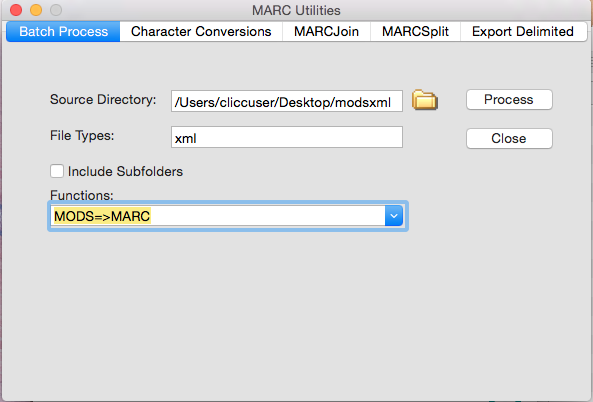 MARC Utilities
Batch Process Character Conversions MARCJoin MARCSplit Export Delimited
Source Directory: /Users/cliccuser/Desktop/modsxml Process
File Types: xml Close
Include Subfolders
Functions:
MODS=>MARC